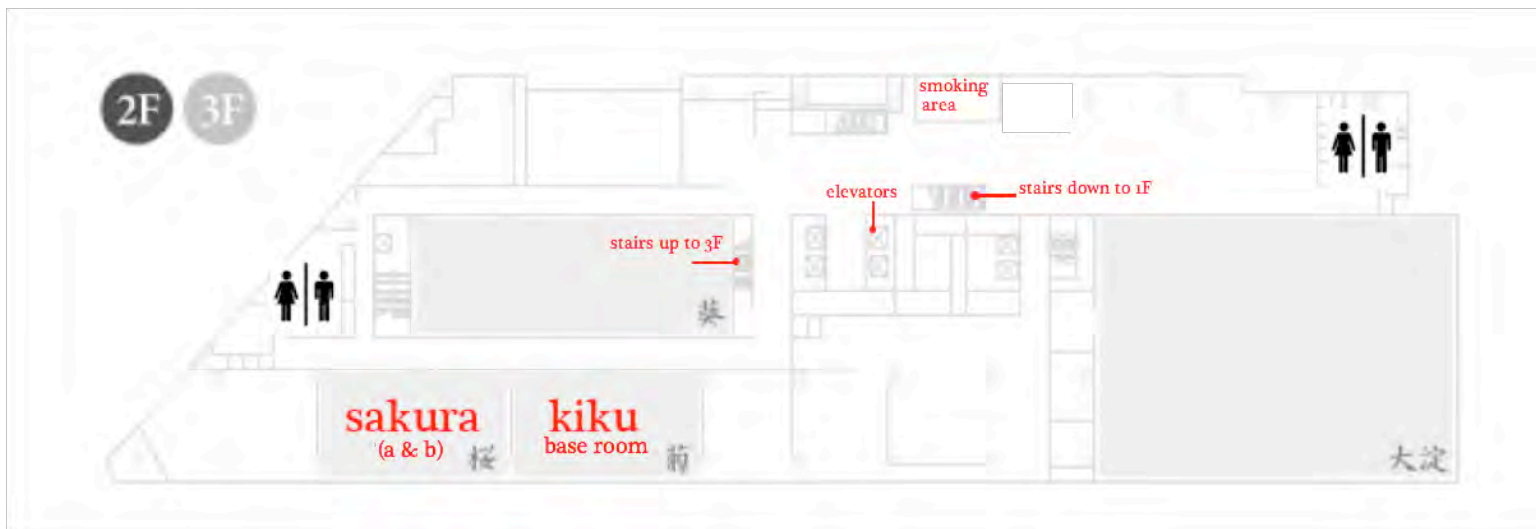 2F 3F
smoking
area
elevators
stairs down to 1F
stairs up to 3F
葵
sakura
(a & b)
桜
kiku
base room
菊
大淀